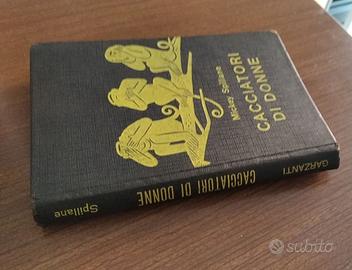 Mickey Spillane
CACCIATORI
DI DONNE
GARZANTI
CACCIATORI DI DONNE
Spillane
subito